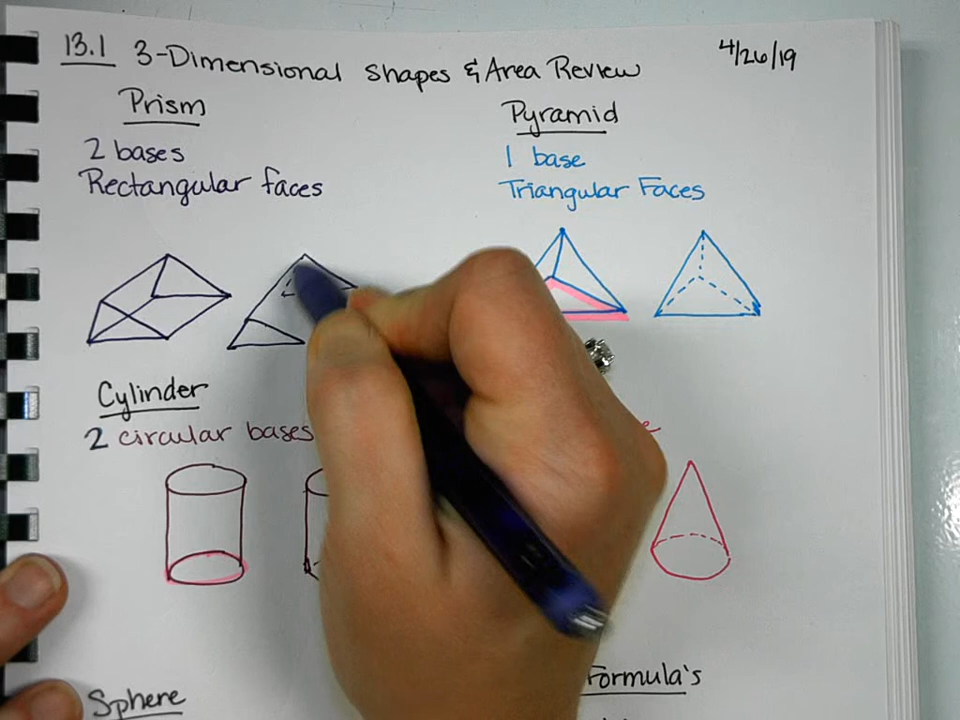 13.1 3-Dimensional Shapes & Area Review 4/26/19
Prism
2 bases
Rectangular faces
Pyramid
1 base
Triangular Faces
Cylinder
2 circular bases
Sphere
Formula's